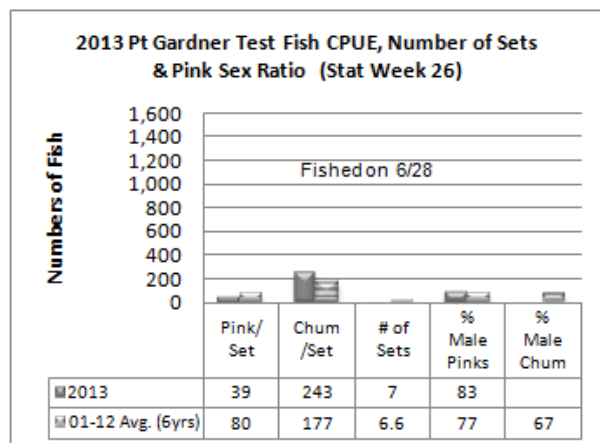 2013 Pt Gardner Test Fish CPUE, Number of Sets
& Pink Sex Ratio (Stat Week 26)
Numbers of Fish
1,600
1,400
1,200
1,000
800
600
400
200
0
Fished on 6/28
Pink/ Set Chum /Set # of Sets % Male Pinks % Male Chum
2013 39 243 7 83
01-12 Avg. (6yrs) 80 177 6.6 77 67